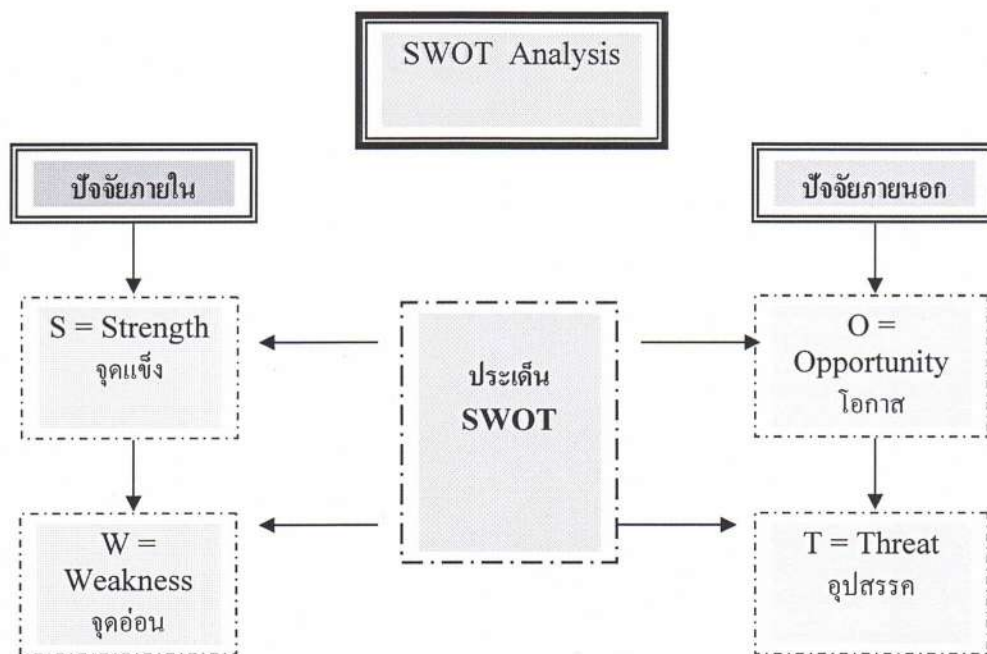 SWOT Analysis
ปัจจัยภายใน
ปัจจัยภายนอก
S = Strength
จุดแข็ง
ประเด็น
SWOT
O =
Opportunity
โอกาส
W =
Weakness
จุดอ่อน
T = Threat
อุปสรรค